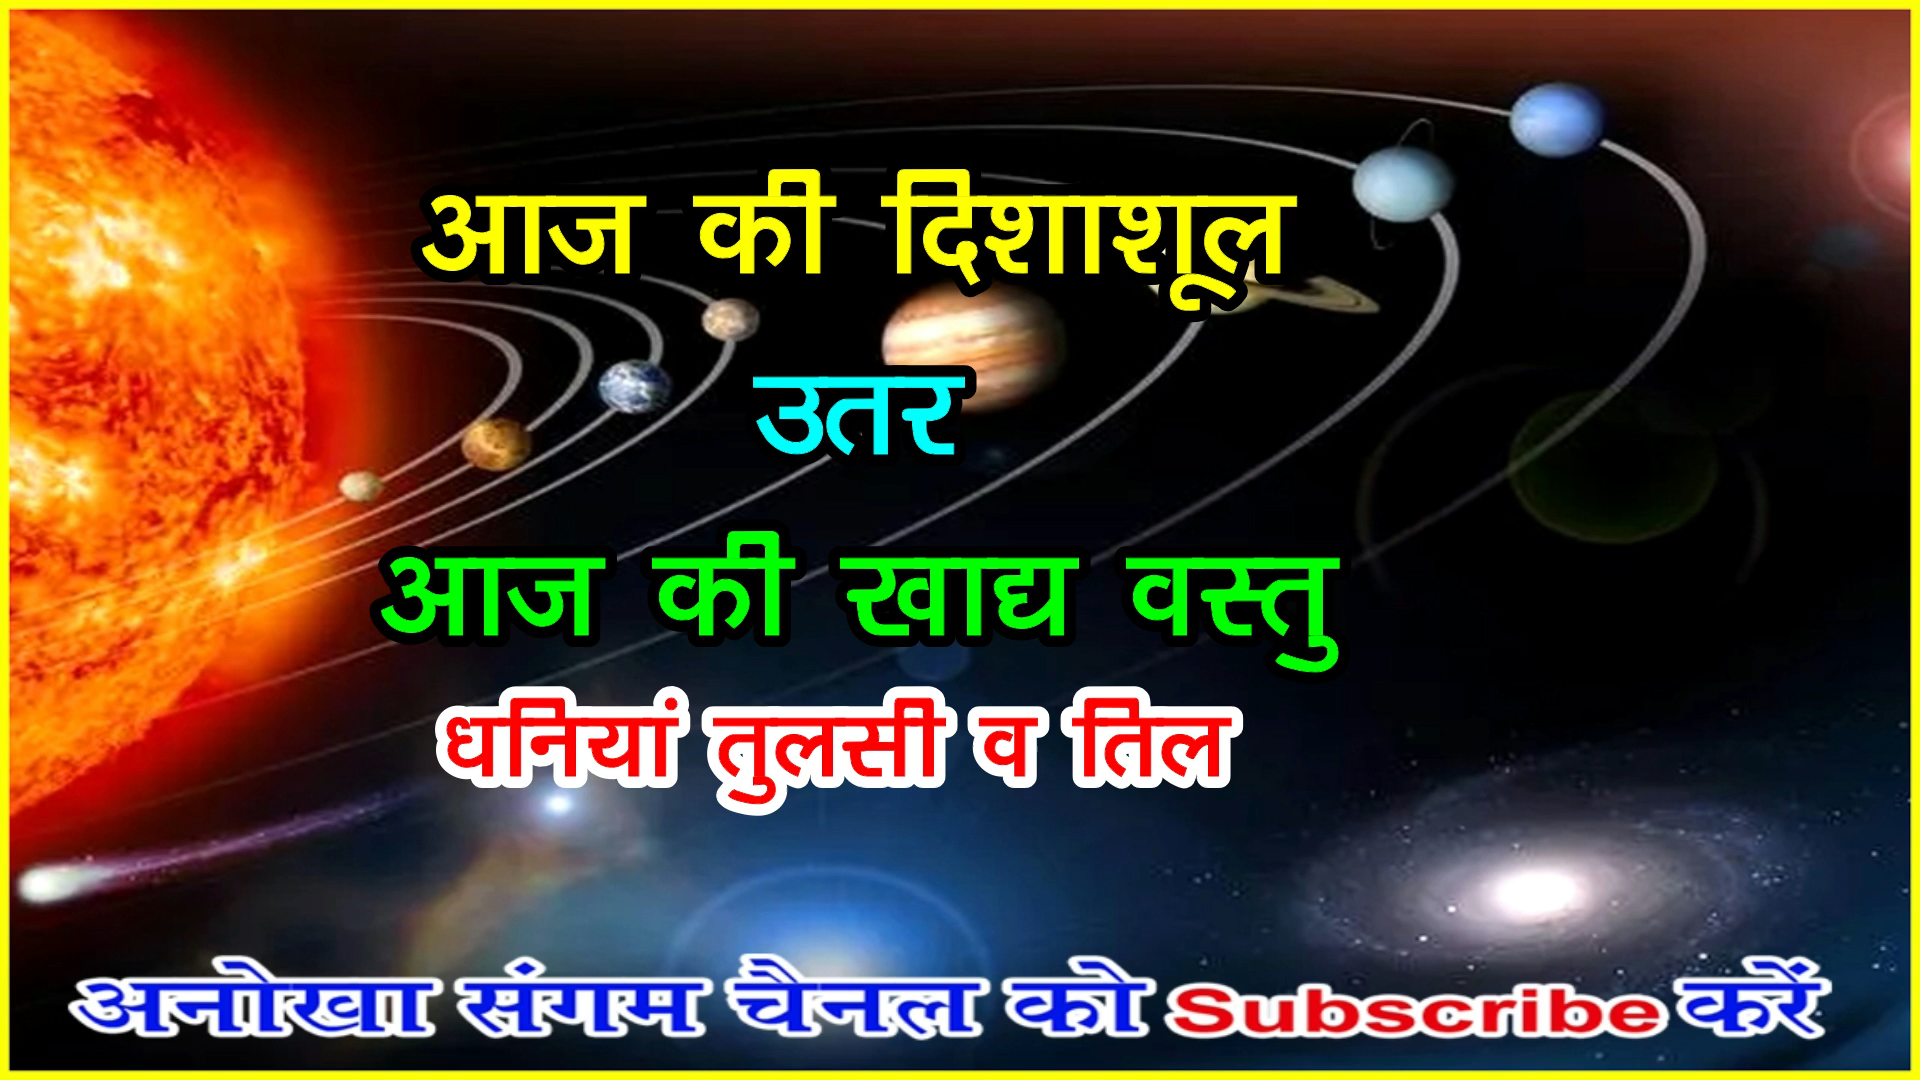 आज की दिशाशूल
उतर
आज की खाद्य वस्तु
धनियां तुलसी व तिल
अनोखा संगम चैनल को Subscribe करें